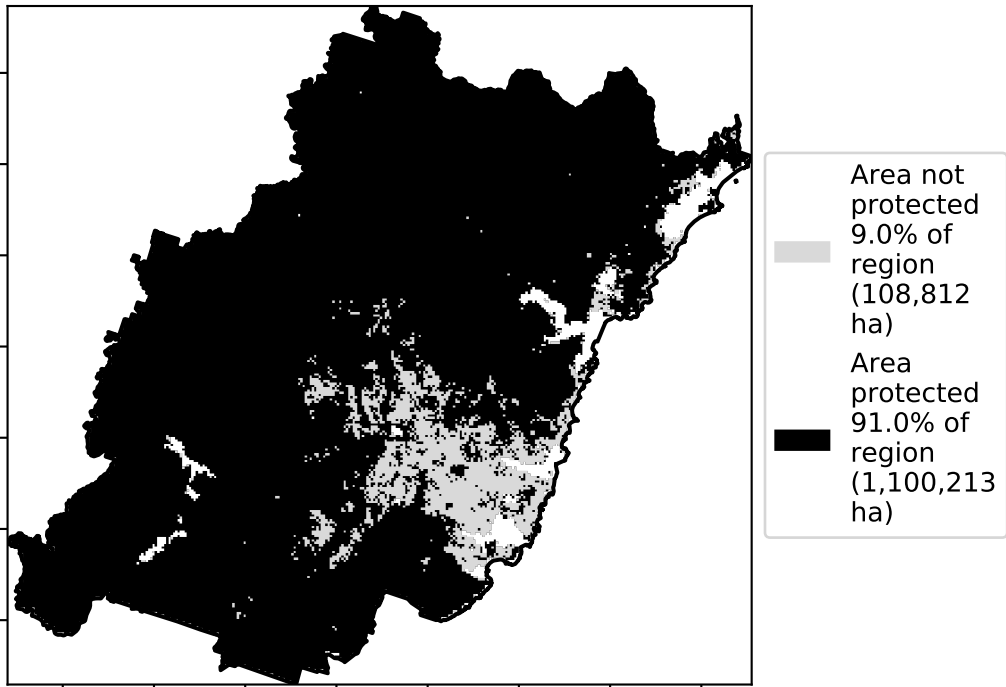 Area not
protected
9.0% of
region
(108,812
ha)
Area
protected
91.0% of
region
(1,100,213
ha)